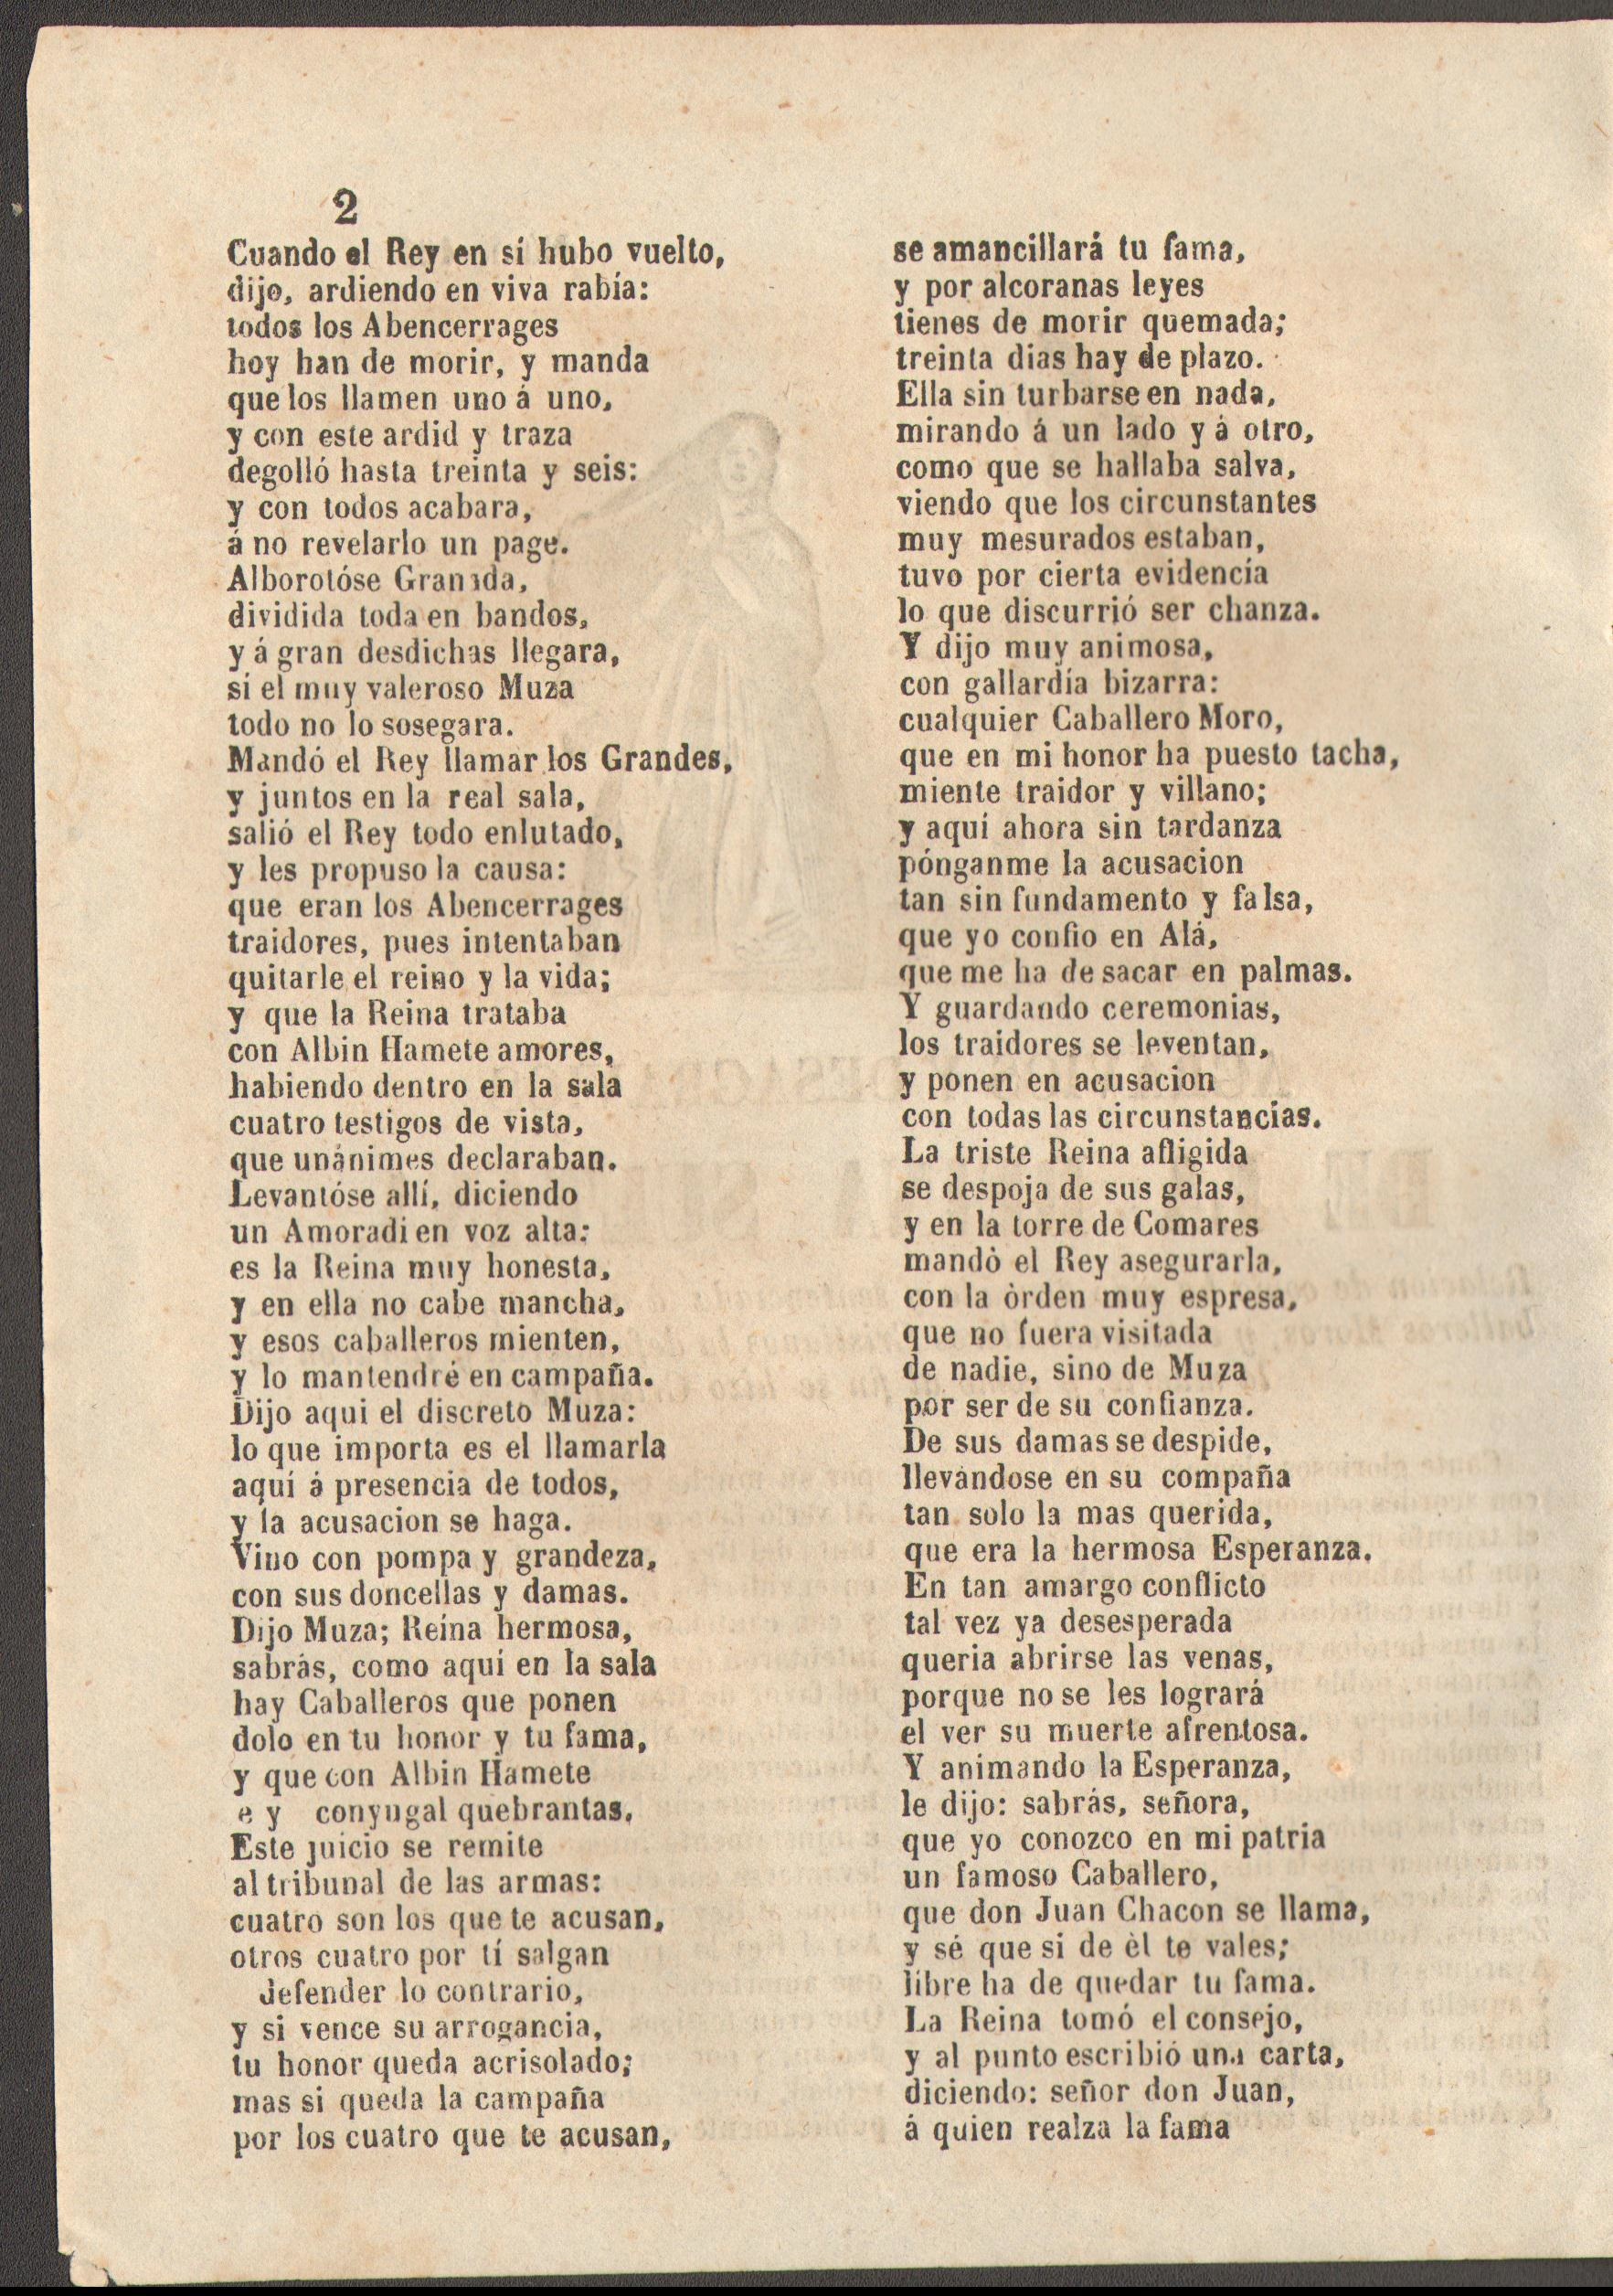 2
Cuando el Rey en sí hubo vuelto,
dijo, ardiendo en viva rabía:
todos los Abencerrages
hoy han de morir, y manda
que los llamen uno á uno,
y con este ardid y traza
degolló hasta treinta y seis:
y con todos acabara,
á no revelarlo un page.
Alborotóse Granada,
dividida toda en bandos,
y á gran desdichas llegara,
si el muy valeroso Muza
todo no lo sosegara.
Mandó el Rey llamar los Grandes,
y juntos en la real sala,
salió el Rey todo enlutado,
y les propuso la causa:
que eran los Abencerrages
traidores, pues intentaban
quitarle el reino y la vida;
y que la Reina trataba
con Albin Hamete amores,
habiendo dentro en la sala
cuatro testigos de vista,
que unánimes declaraban.
Levantóse allí, diciendo
un Amoradi en voz alta:
es la Reina muy honesta,
y en ella no cabe mancha,
y esos caballeros mienten,
y lo mantendré en campaña.
Dijo aqui el discreto Muza:
lo que importa es el llamarla
aquí á presencia de todos,
y la acusacion se haga.
Vino con pompa y grandeza,
con sus doncellas y damas.
Dijo Muza; Reina hermosa,
sabrás, como aquí en la sala
hay Caballeros que ponen
dolo en tu honor y tu fama,
y que con Albin Hamete
e y conyugal quebrantas,
Este juicio se remite
al tribunal de las armas:
cuatro son los que te acusan,
otros cuatro por tí salgan
defender lo contrario,
y si vence su arrogancia,
tu honor queda acrisolado;
mas si queda la campaña
por los cuatro que te acusan,
se amancillará tu fama,
y por alcoranas leyes
tienes de morir quemada;
treinta dias hay de plazo.
Ella sin turbarse en nada,
mirando á un lado y á otro,
como que se hallaba salva,
viendo que los circunstantes
muy mesurados estaban,
tuvo por cierta evidencía
lo que discurrió ser chanza.
Y dijo muy animosa,
con gallardía bizarra:
cualquier Caballero Moro,
que en mi honor ha puesto tacha,
miente traidor y villano;
y aquí ahora sin tardanza
pónganme la acusacion
tan sin fundamento y falsa,
que yo confio en Alá,
que me ha de sacar en palmas.
Y guardando ceremonias,
los traidores se leventan,
y ponen en acusacion
con todas las circunstancias.
La triste Reina afligida
se despoja de sus galas,
y en la torre de Comares
mandò el Rey asegurarla,
con la òrden muy espresa,
que no fuera visitada
de nadie, sino de Muza
por ser de su confianza.
De sus damas se despide,
llevándose en su compaña
tan solo la mas querida,
que era la hermosa Esperanza.
En tan amargo conflicto
tal vez ya desesperada
queria abrirse las venas,
porque no se les logrará
el ver su muerte afrentosa.
Y animando la Esperanza,
le dijo: sabrás, señora,
que yo conozco en mi patria
un famoso Caballero,
que don Juan Chacon se llama,
y sé que si de èl te vales;
libre ha de quedar tu fama.
La Reina tomó el consejo,
y al punto escribió una carta,
diciendo: señor don Juan,
á quien realza la fama